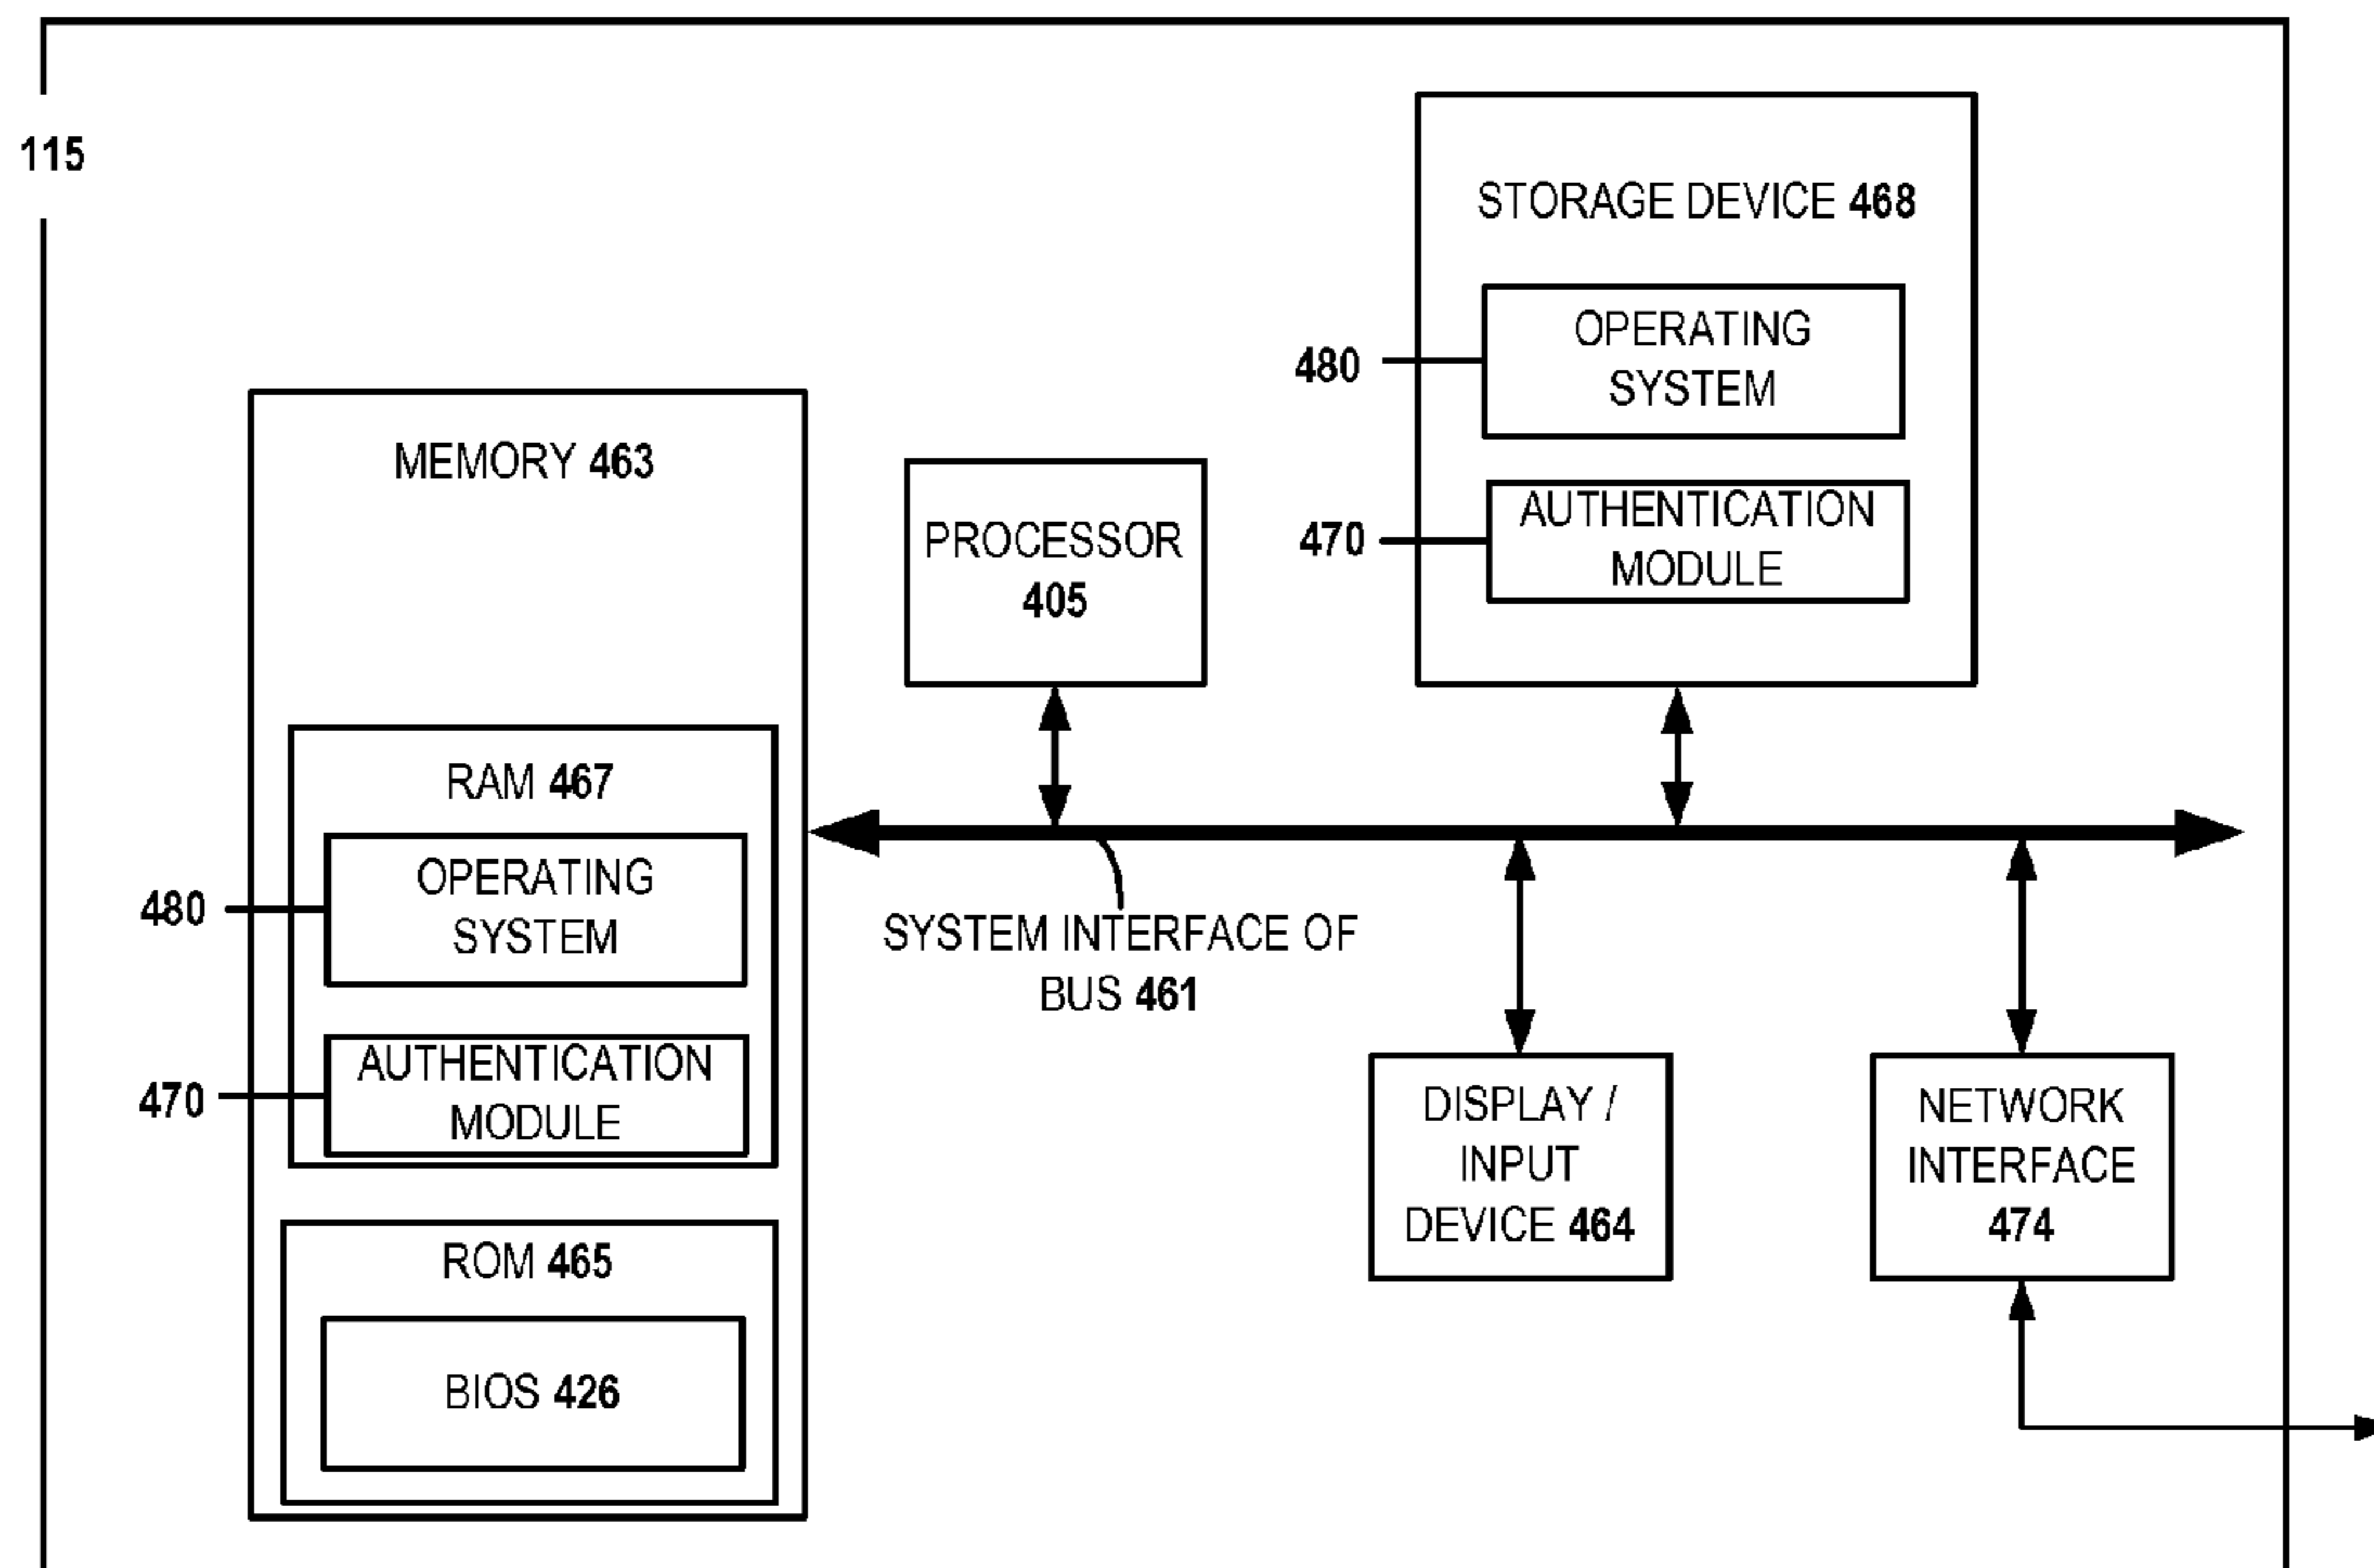 115
STORAGE DEVICE 468
480
OPERATING
SYSTEM
470
AUTHENTICATION
MODULE
MEMORY 463
PROCESSOR
405
RAM 467
480
OPERATING
SYSTEM
470
AUTHENTICATION
MODULE
ROM 465
BIOS 426
SYSTEM INTERFACE OF
BUS 461
DISPLAY /
INPUT
DEVICE 464
NETWORK
INTERFACE
474